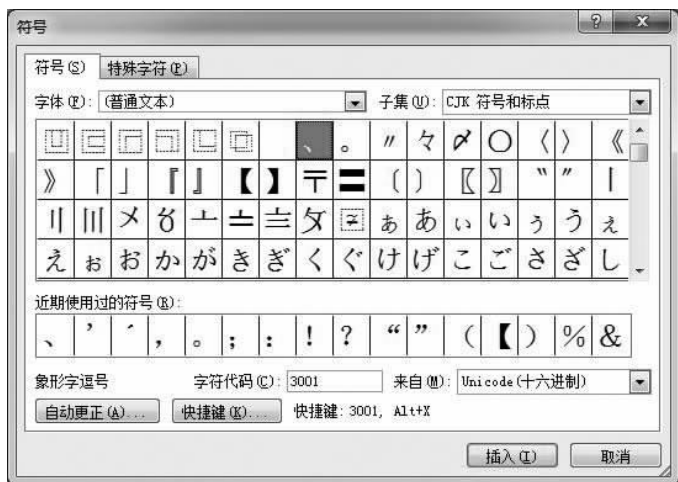 符号
符号(S) 特殊字符(P)
字体(F): (普通文本) 子集(U): CJK 符号和标点
、 。 〃 々 〆 〇 〈 〉 《
》 「 」 『 』 【 】 〒 〓 〔 〕 〖 〗 〝 〞 〡
〢 〣 〤 〥 〦 〧 〨 〩 ぁ あ ぃ い ぅ う ぇ
え ぉ お か が き ぎ く ぐ け げ こ ご さ ざ し
近期使用过的符号(R):
、 ’ ˊ , 。 ; : ! ? “ ” ( 【 ) % &
象形字逗号 字符代码(C): 3001 来自(M): Unicode(十六进制)
自动更正(A)... 快捷键(K)... 快捷键: 3001, Alt+X
插入(I) 取消